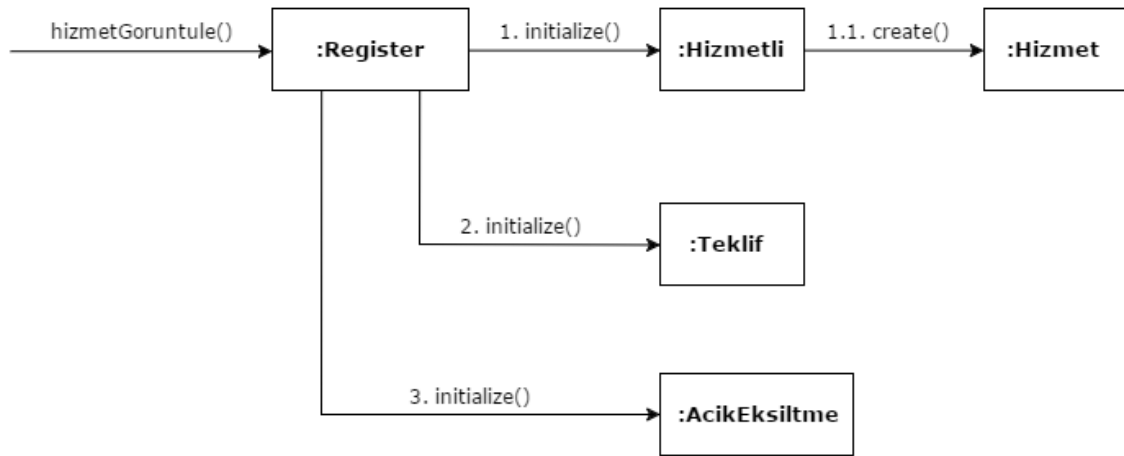 hizmetGoruntule()
:Register
1. initialize()
:Hizmetli
1.1. create()
:Hizmet
2. initialize()
:Teklif
3. initialize()
:AcikEksiltme